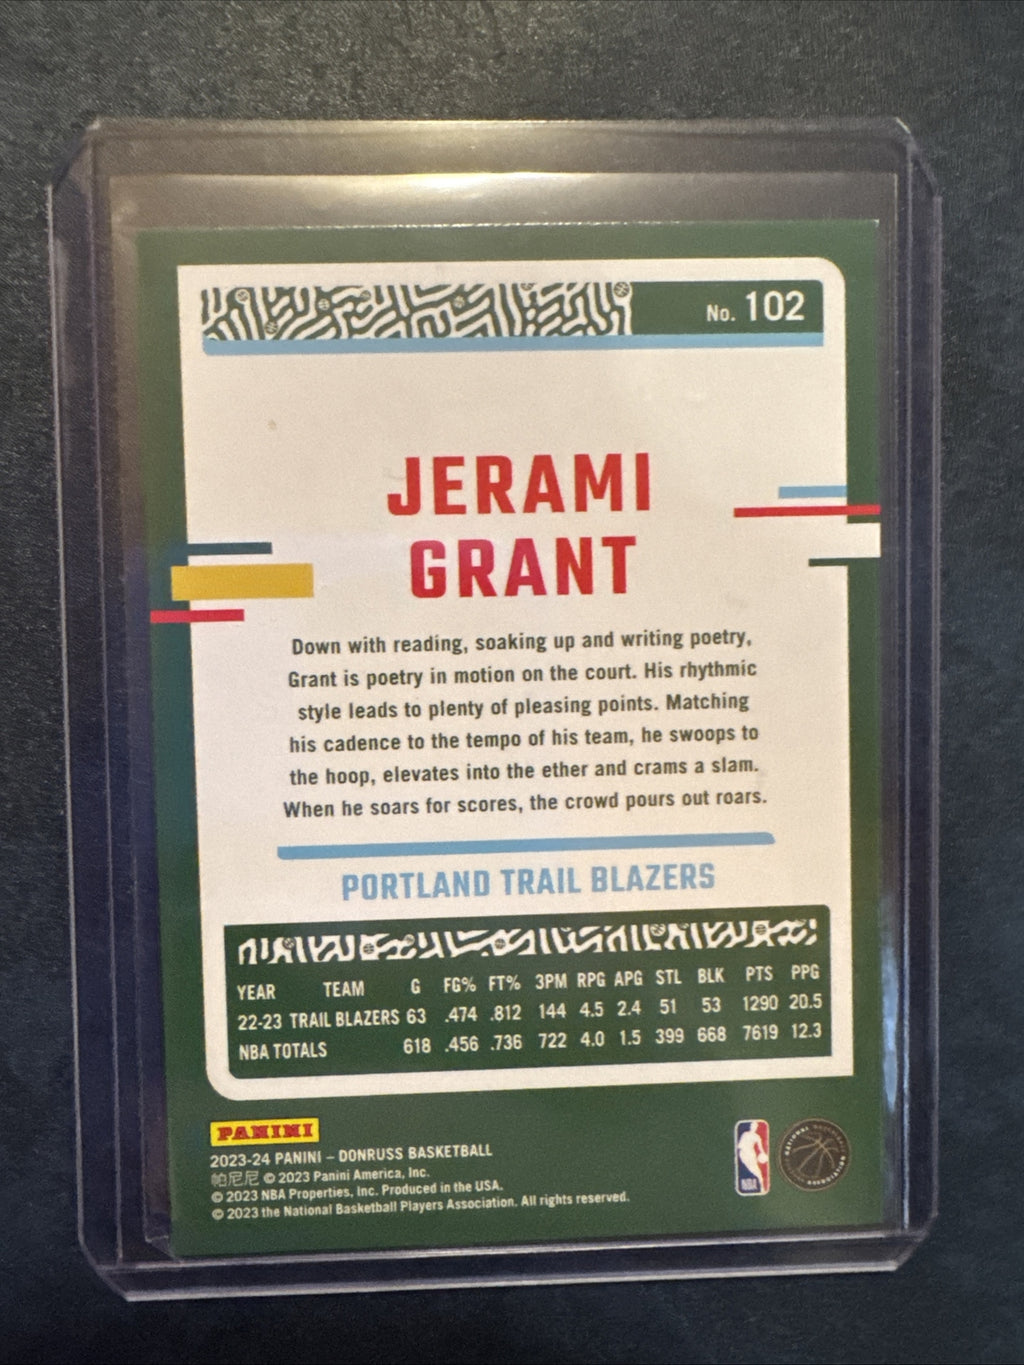 No. 102
JERAMI
GRANT
Down with reading, soaking up and writing poetry,
Grant is poetry in motion on the court. His rhythmic
style leads to plenty of pleasing points. Matching
his cadence to the tempo of his team, he swoops to
the hoop, elevates into the ether and crams a slam.
When he soars for scores, the crowd pours out roars.
PORTLAND TRAIL BLAZERS
YEAR TEAM G FG% FT% 3PM RPG APG STL BLK PTS PPG
22-23 TRAIL BLAZERS 63 .474 .812 144 4.5 2.4 51 53 1290 20.5
NBA TOTALS 618 .456 .736 722 4.0 1.5 399 668 7619 12.3
PANINI
2023-24 PANINI – DONRUSS BASKETBALL
帕尼尼 © 2023 Panini America, Inc.
© 2023 NBA Properties, Inc. Produced in the USA.
© 2023 the National Basketball Players Association. All rights reserved.
NBA
NATIONAL BASKETBALL
ASSOCIATION